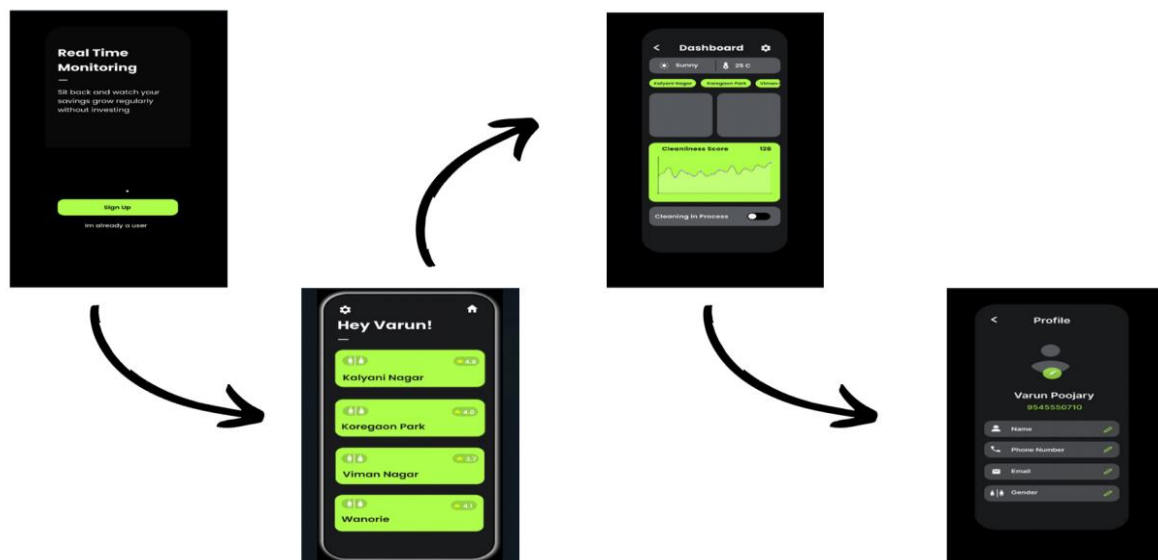 Real Time
Monitoring
Sit back and watch your
savings grow regularly
without investing
Sign Up
Im already a user
Hey Varun!
4.8
Kalyani Nagar
4.0
Koregaon Park
3.7
Viman Nagar
4.1
Wanorie
Dashboard
Sunny
25 C
Kalyani Nagar
Koregaon Park
Viman
Cleanliness Score
128
Cleaning In Process
Profile
Varun Poojary
9545550710
Name
Phone Number
Email
Gender